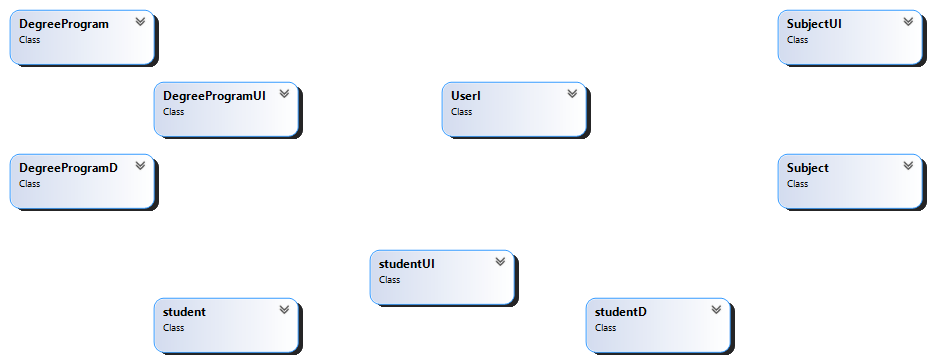 DegreeProgram
Class
SubjectUI
Class
DegreeProgramUI
Class
UserI
Class
DegreeProgramD
Class
Subject
Class
studentUI
Class
student
Class
studentD
Class